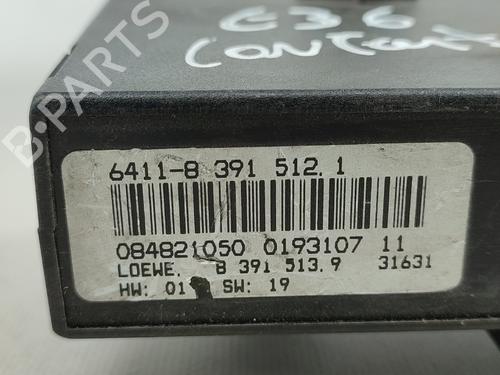 E36
B-PARTS
6411-8 391 512.1
084821050 0193107 11
LOEWE. 8 391 513.9 31631
HW: 01 SW: 19